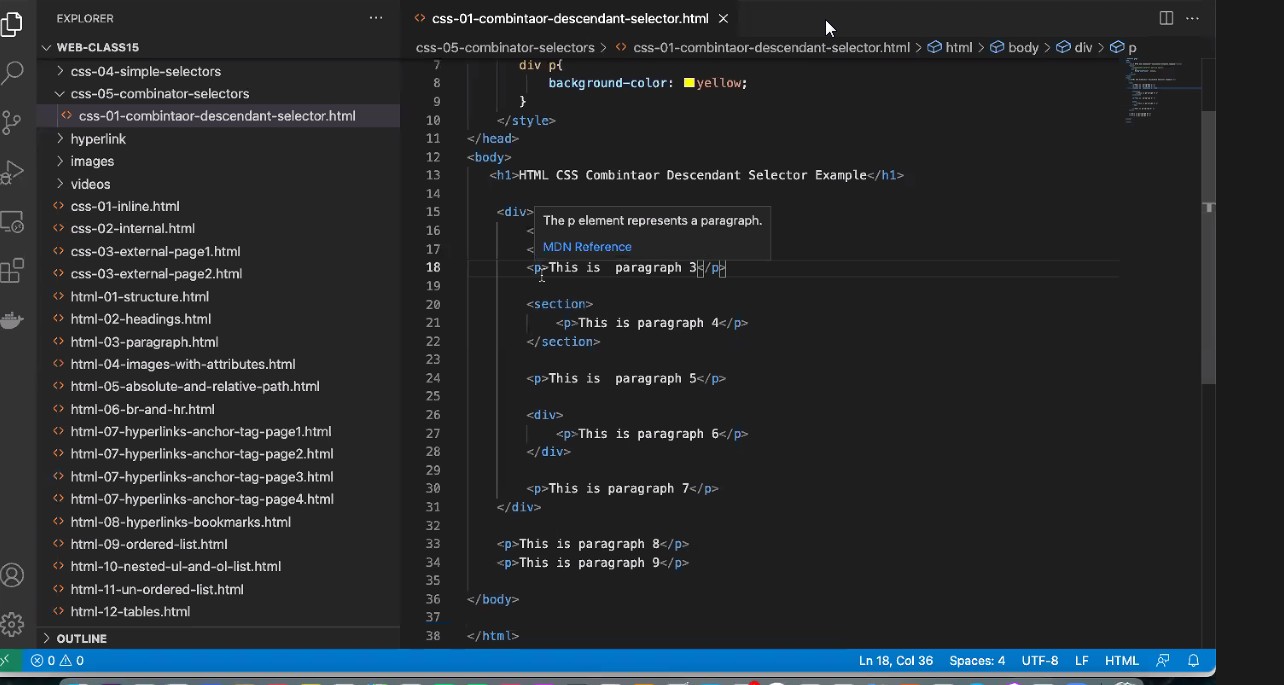 EXPLORER
WEB-CLASS15
css-04-simple-selectors
css-05-combinator-selectors
css-01-combintaor-descendant-selector.html
hyperlink
images
videos
css-01-inline.html
css-02-internal.html
css-03-external-page1.html
css-03-external-page2.html
html-01-structure.html
html-02-headings.html
html-03-paragraph.html
html-04-images-with-attributes.html
html-05-absolute-and-relative-path.html
html-06-br-and-hr.html
html-07-hyperlinks-anchor-tag-page1.html
html-07-hyperlinks-anchor-tag-page2.html
html-07-hyperlinks-anchor-tag-page3.html
html-07-hyperlinks-anchor-tag-page4.html
html-08-hyperlinks-bookmarks.html
html-09-ordered-list.html
html-10-nested-ul-and-ol-list.html
html-11-un-ordered-list.html
html-12-tables.html
OUTLINE
css-01-combintaor-descendant-selector.html
css-05-combinator-selectors > css-01-combintaor-descendant-selector.html > html > body > div > p
7 div p{
8 background-color: yellow;
9 }
10 </style>
11 </head>
12 <body>
13 <h1>HTML CSS Combintaor Descendant Selector Example</h1>
14
15 <div>
The p element represents a paragraph.
16 <
17 <
MDN Reference
18 <p>This is  paragraph 3</p>
19
20 <section>
21 <p>This is paragraph 4</p>
22 </section>
23
24 <p>This is  paragraph 5</p>
25
26 <div>
27 <p>This is paragraph 6</p>
28 </div>
29
30 <p>This is paragraph 7</p>
31 </div>
32
33 <p>This is paragraph 8</p>
34 <p>This is paragraph 9</p>
35
36 </body>
37
38 </html>
0 0 Ln 18, Col 36 Spaces: 4 UTF-8 LF HTML